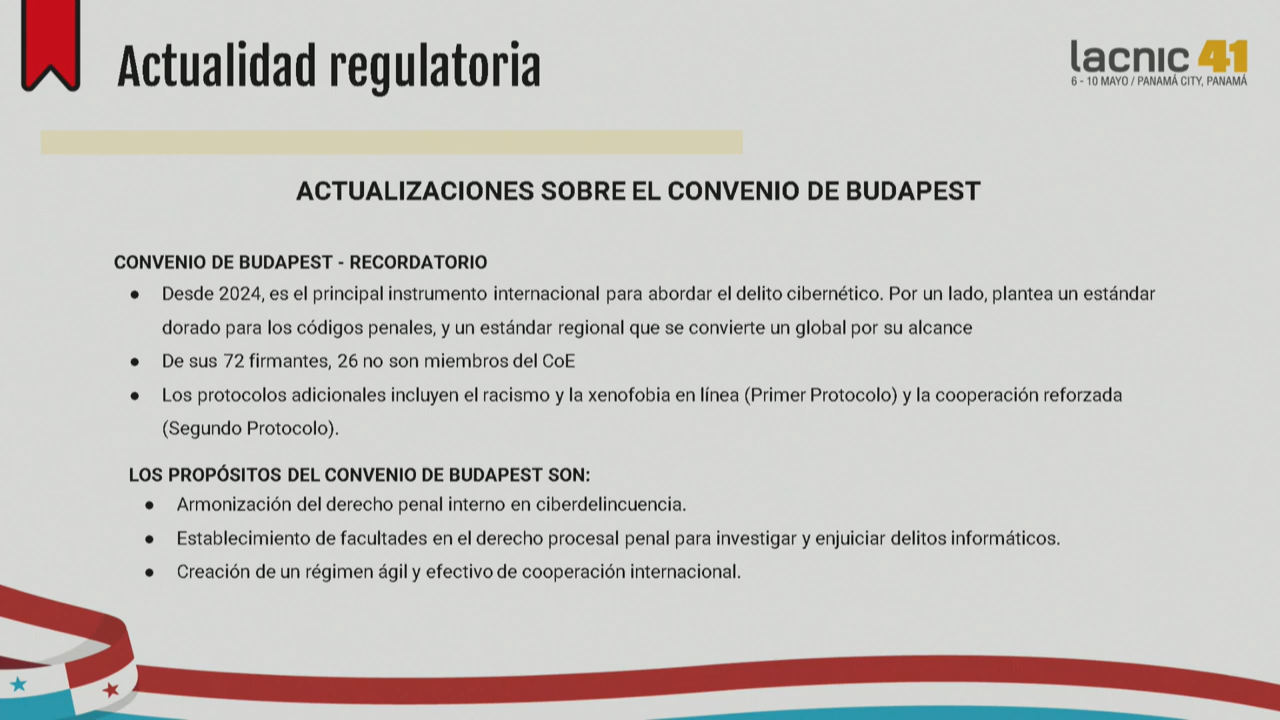 Actualidad regulatoria
lacnic 41
6 - 10 MAYO / PANAMÁ CITY, PANAMÁ
ACTUALIZACIONES SOBRE EL CONVENIO DE BUDAPEST
CONVENIO DE BUDAPEST - RECORDATORIO
● Desde 2024, es el principal instrumento internacional para abordar el delito cibernético. Por un lado, plantea un estándar
dorado para los códigos penales, y un estándar regional que se convierte un global por su alcance
● De sus 72 firmantes, 26 no son miembros del CoE
● Los protocolos adicionales incluyen el racismo y la xenofobia en línea (Primer Protocolo) y la cooperación reforzada
(Segundo Protocolo).
LOS PROPÓSITOS DEL CONVENIO DE BUDAPEST SON:
● Armonización del derecho penal interno en ciberdelincuencia.
● Establecimiento de facultades en el derecho procesal penal para investigar y enjuiciar delitos informáticos.
● Creación de un régimen ágil y efectivo de cooperación internacional.